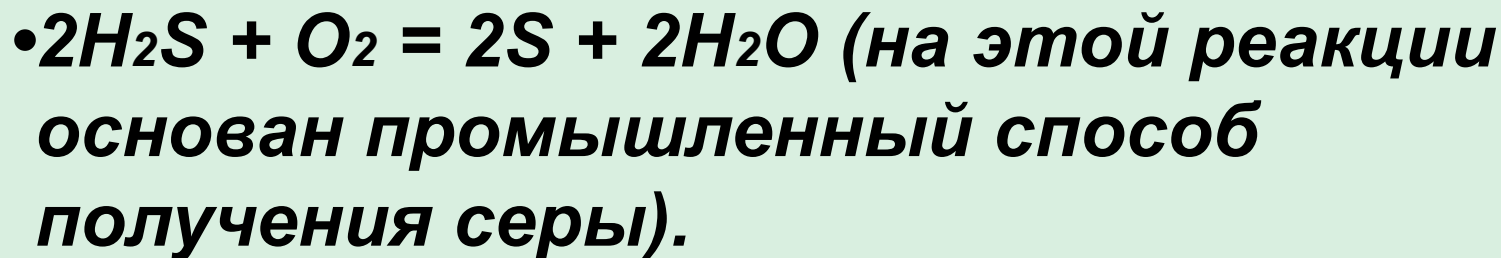 •2H2S + O2 = 2S + 2H2O (на этой реакции
основан промышленный способ
получения серы).